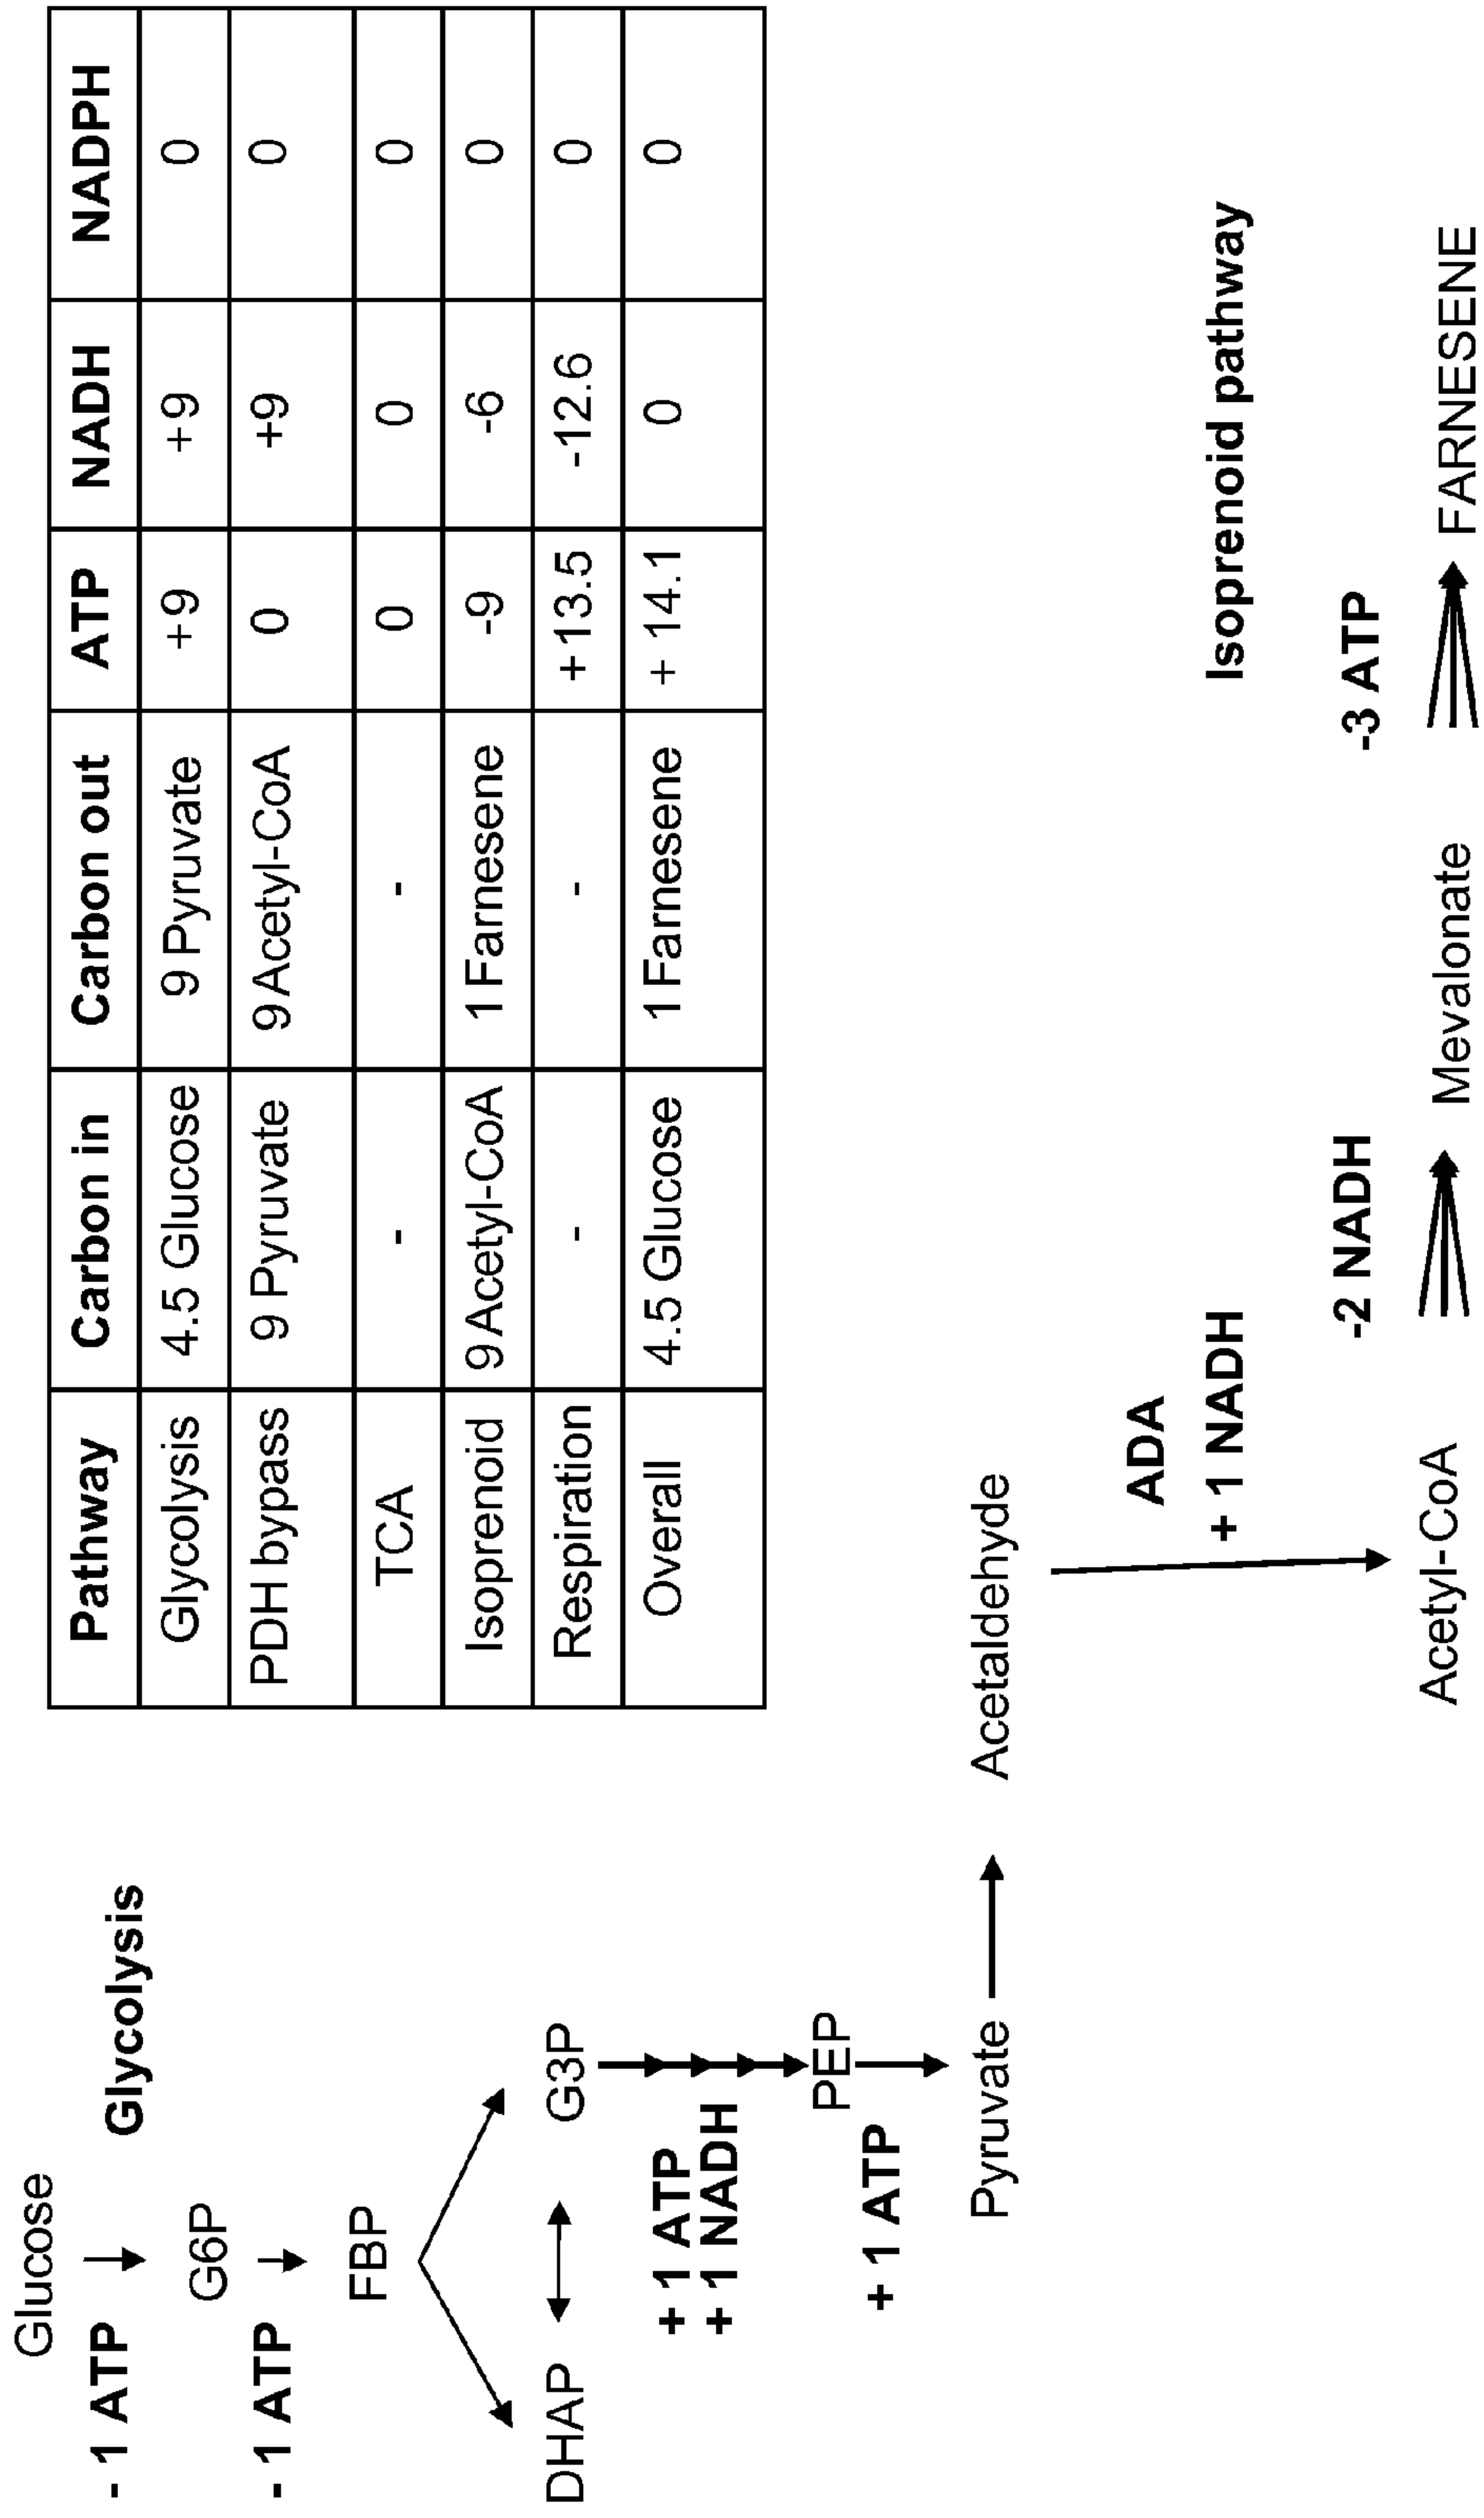 Glucose
- 1 ATP
Glycolysis
G6P
- 1 ATP
FBP
DHAP
G3P
+ 1 ATP
+ 1 NADH
PEP
+ 1 ATP
Pyruvate
Acetaldehyde
ADA
+ 1 NADH
Acetyl-CoA
-2 NADH
Mevalonate
Isoprenoid pathway
-3 ATP
FARNESENE
Pathway Carbon in Carbon out ATP NADH NADPH
Glycolysis 4.5 Glucose 9 Pyruvate +9 +9 0
PDH bypass 9 Pyruvate 9 Acetyl-CoA 0 +9 0
TCA - - 0 0 0
Isoprenoid 9 Acetyl-CoA 1 Farnesene -9 -6 0
Respiration - - +13.5 -12.6 0
Overall 4.5 Glucose 1 Farnesene + 14.1 0 0